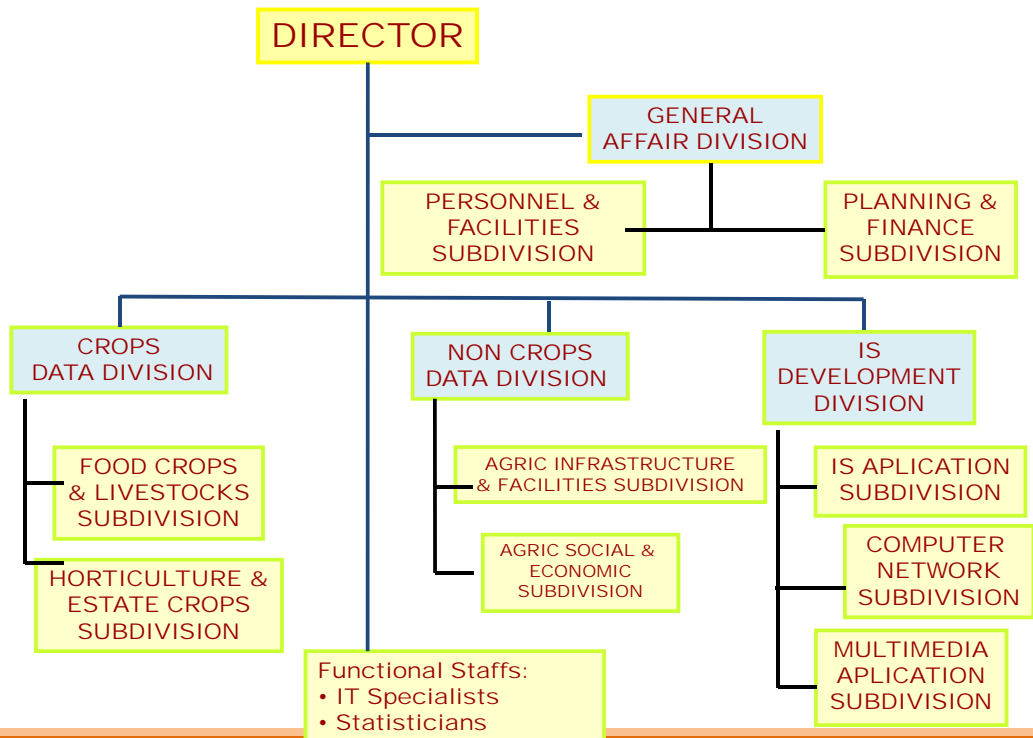 DIRECTOR
GENERAL
AFFAIR DIVISION
PERSONNEL &
FACILITIES
SUBDIVISION
PLANNING &
FINANCE
SUBDIVISION
CROPS
DATA DIVISION
NON CROPS
DATA DIVISION
IS
DEVELOPMENT
DIVISION
FOOD CROPS
& LIVESTOCKS
SUBDIVISION
HORTICULTURE &
ESTATE CROPS
SUBDIVISION
AGRIC INFRASTRUCTURE
& FACILITIES SUBDIVISION
AGRIC SOCIAL &
ECONOMIC
SUBDIVISION
IS APLICATION
SUBDIVISION
COMPUTER
NETWORK
SUBDIVISION
MULTIMEDIA
APLICATION
SUBDIVISION
Functional Staffs:
• IT Specialists
• Statisticians